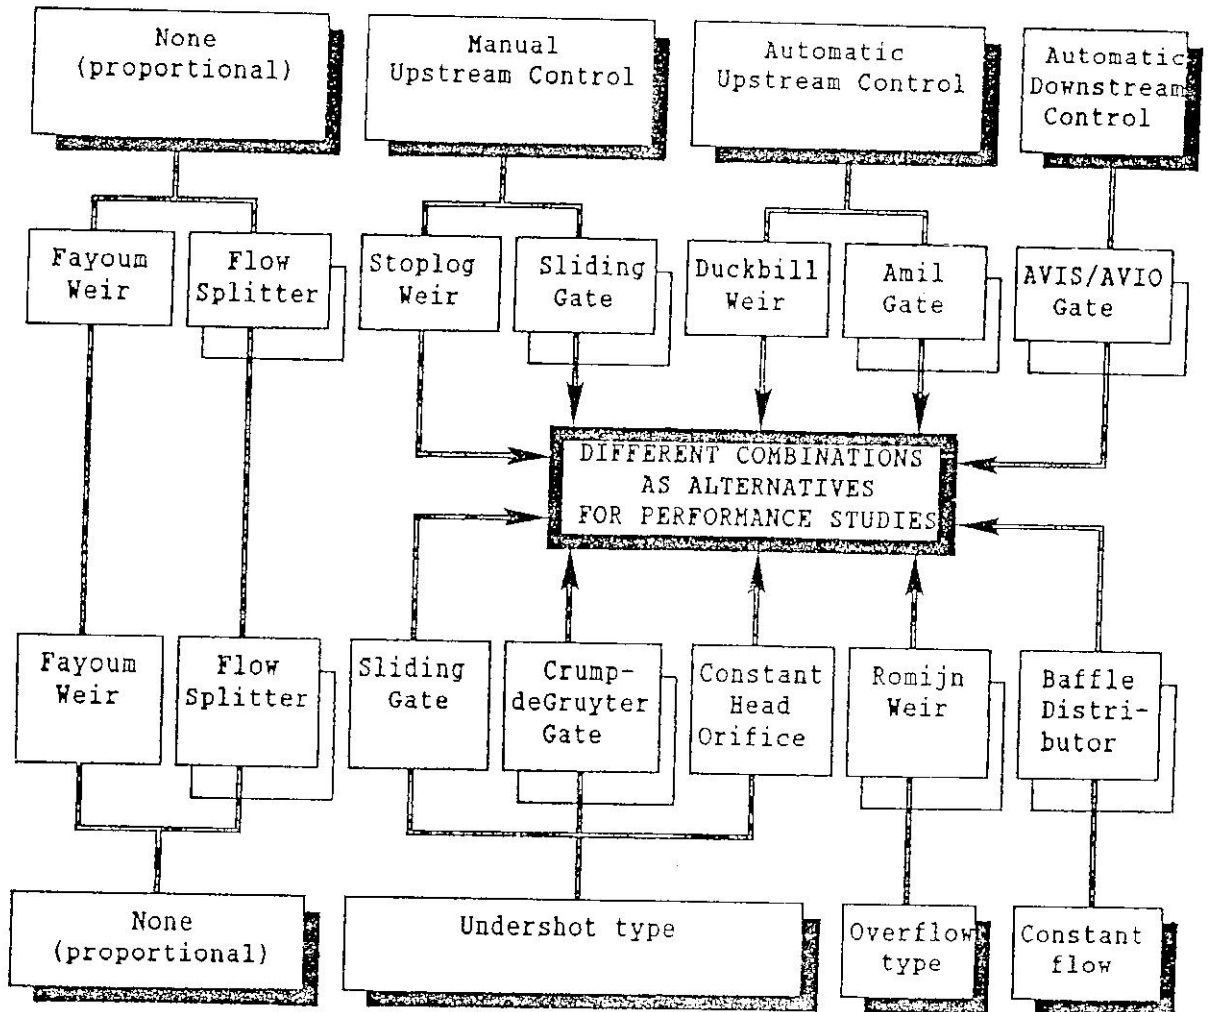 None
(proportional)
Manual
Upstream Control
Automatic
Upstream Control
Automatic
Downstream
Control
Fayoum
Weir
Flow
Splitter
Stoplog
Weir
Sliding
Gate
Duckbill
Weir
Amil
Gate
AVIS/AVIO
Gate
DIFFERENT COMBINATIONS
AS ALTERNATIVES
FOR PERFORMANCE STUDIES
Fayoum
Weir
Flow
Splitter
Sliding
Gate
Crump-
deGruyter
Gate
Constant
Head
Orifice
Romijn
Weir
Baffle
Distri-
butor
None
(proportional)
Undershot type
Overflow
type
Constant
flow